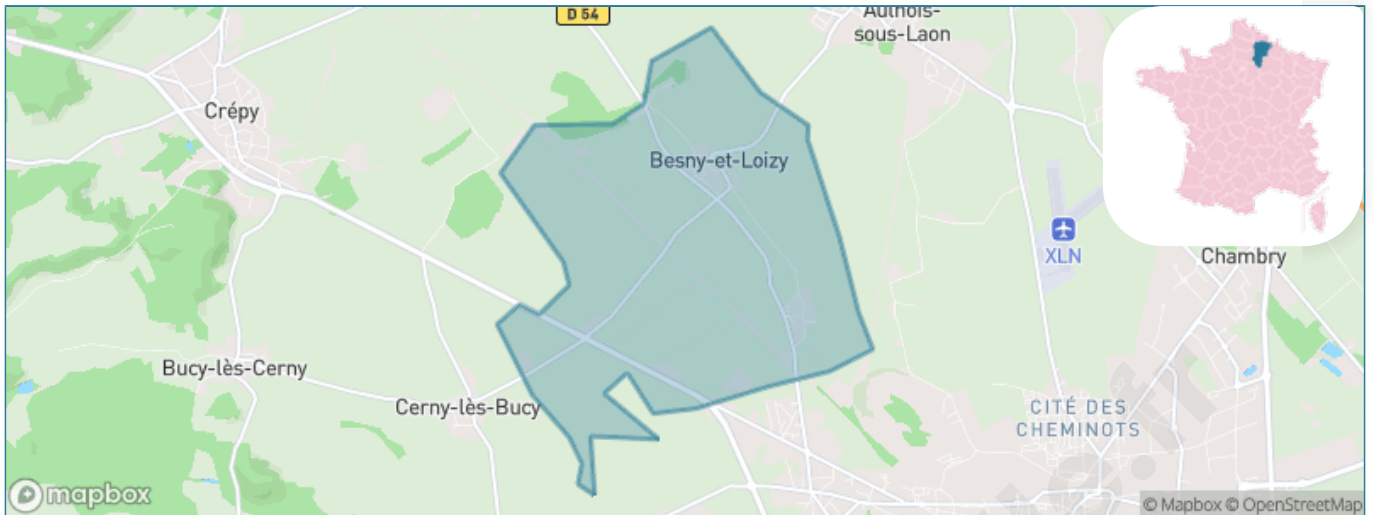 D 54
Aulnois-
sous-Laon
Crépy
Besny-et-Loizy
XLN
Chambry
Bucy-lès-Cerny
Cerny-lès-Bucy
CITÉ DES
CHEMINOTS
mapbox
© Mapbox © OpenStreetMap